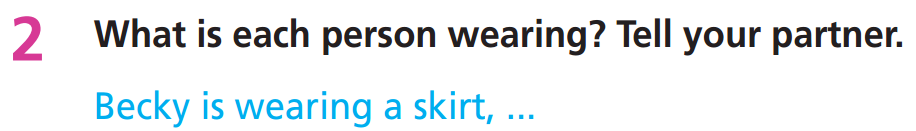 2 What is each person wearing? Tell your partner.
Becky is wearing a skirt, ...